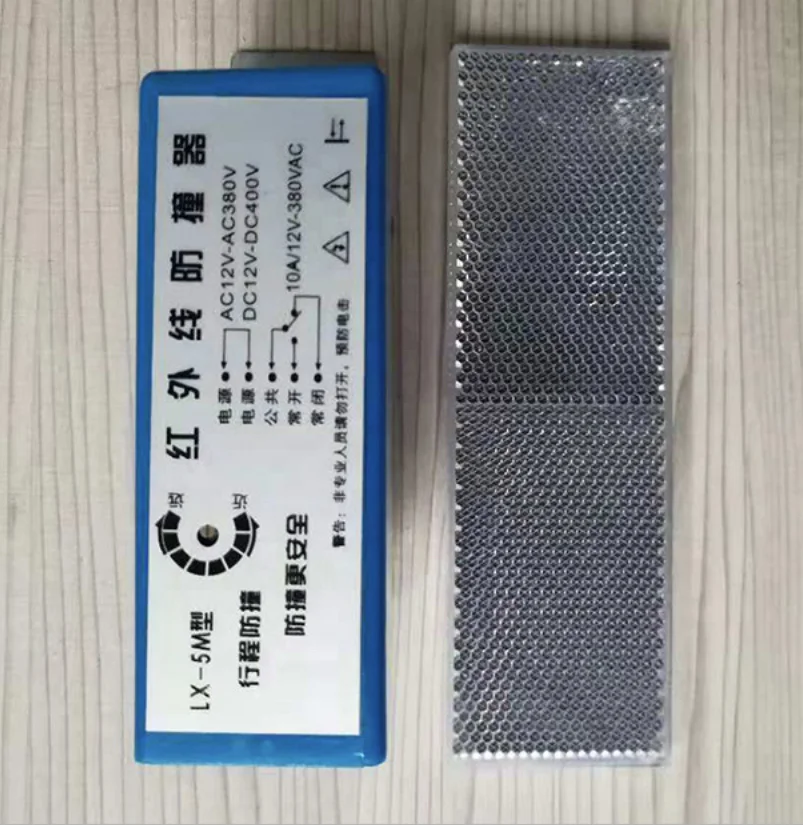 LX-5M型
红外线防撞器
行程防撞
防撞更安全
电源 AC12V-AC380V
电源 DC12V-DC400V
公共
常开 10A/12V-380VAC
常闭
警告：非专业人员请勿打开，预防电击